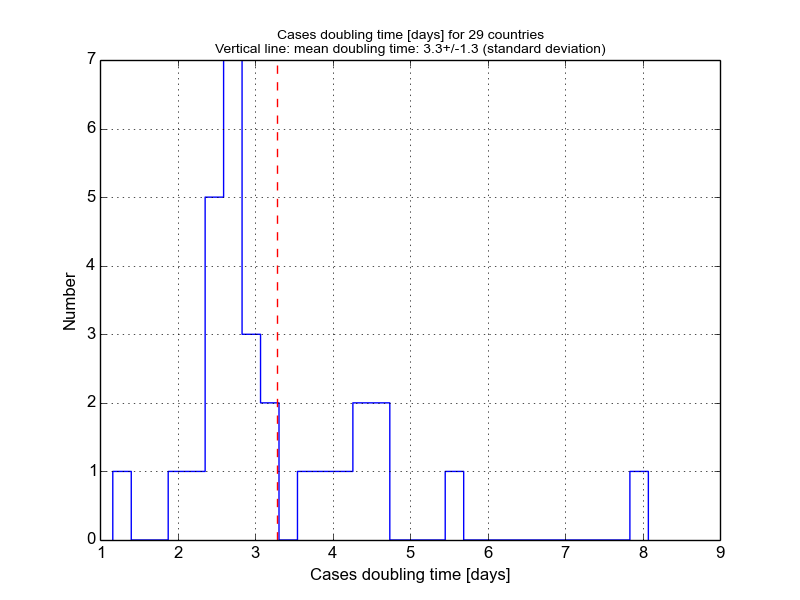 Cases doubling time [days] for 29 countries
Vertical line: mean doubling time: 3.3+/-1.3 (standard deviation)
7
6
5
4
3
2
1
0
Number
1 2 3 4 5 6 7 8 9
Cases doubling time [days]